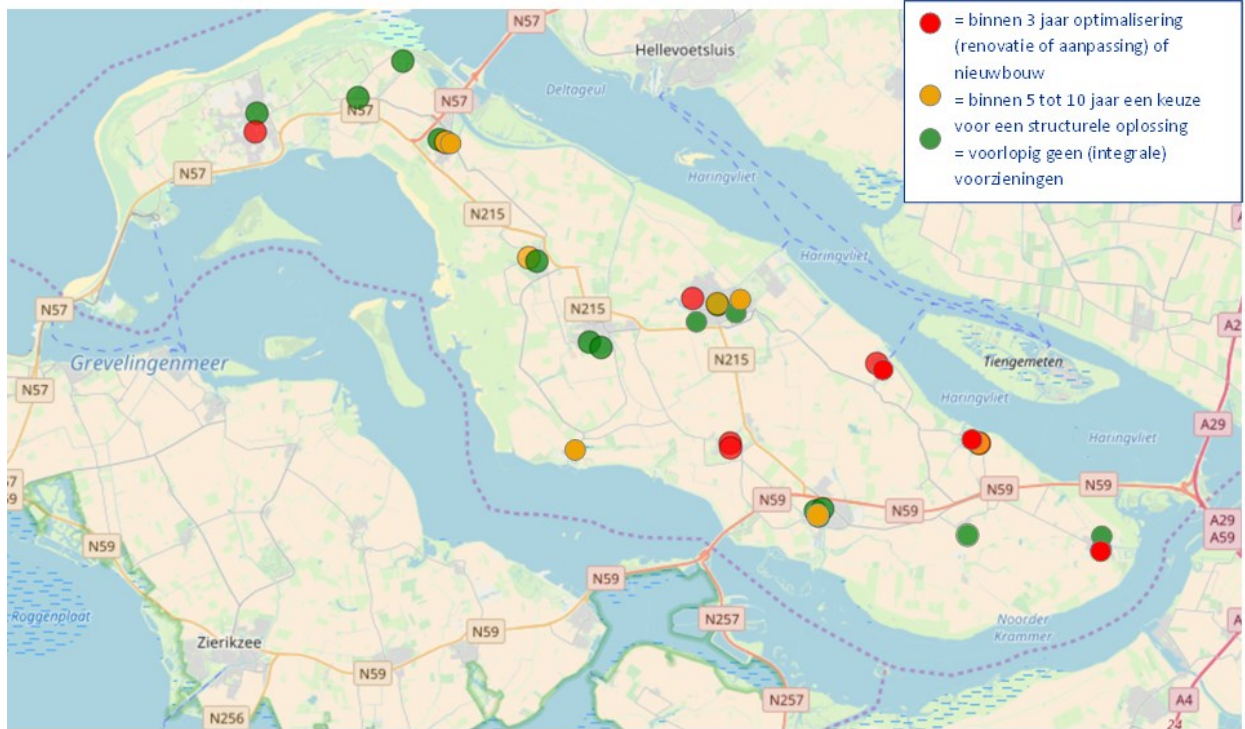 = binnen 3 jaar optimalisering
(renovatie of aanpassing) of
nieuwbouw
= binnen 5 tot 10 jaar een keuze
voor een structurele oplossing
= voorlopig geen (integrale)
voorzieningen
N57
Hellevoetsluis
Deltageul
N57
N57
N57
Haringvliet
N215
Haringvliet
N57
N215
Grevelingenmeer
N215
Tiengemeten
N57
Haringvliet
A29
Haringvliet
N59
N59
N59
N59
A29
A59
N59
N59
Roggenplaat
Noorder
Krammer
N257
N59
Zierikzee
N59
N257
A4
N256
24